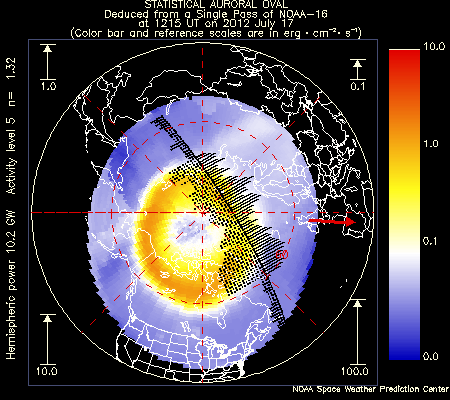 STATISTICAL AURORAL OVAL
Deduced from a Single Pass of NOAA-16
at 1215 UT on 2012 July 17
(Color bar and reference scales are in erg·cm⁻²·s⁻¹)
1.0
0.1
10.0
100.0
Hemispheric power 10.2 GW Activity level 5 n= 1.32
10.0
1.0
0.1
0.0
NOAA Space Weather Prediction Center